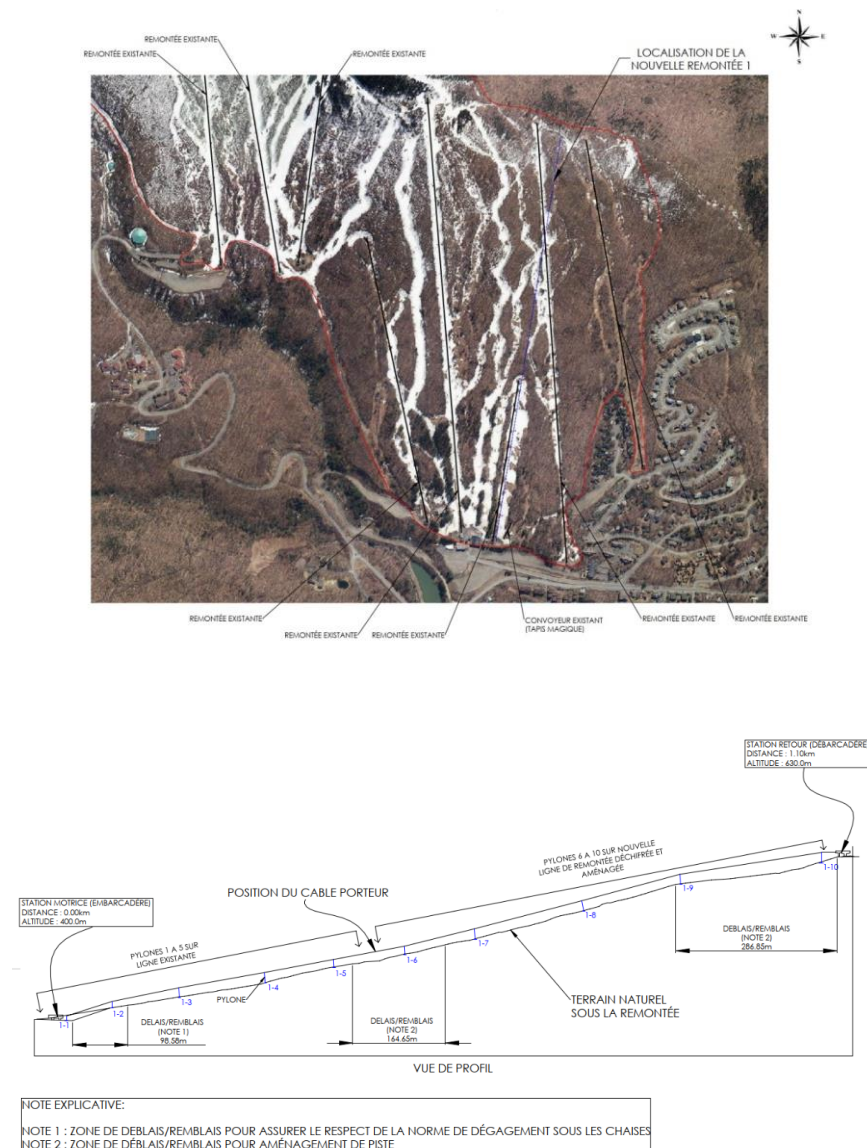 N
W E
S
REMONTÉE EXISTANTE
REMONTÉE EXISTANTE
REMONTÉE EXISTANTE
LOCALISATION DE LA
NOUVELLE REMONTÉE 1
REMONTÉE EXISTANTE
REMONTÉE EXISTANTE
REMONTÉE EXISTANTE
CONVOYEUR EXISTANT
(TAPIS MAGIQUE)
REMONTÉE EXISTANTE
REMONTÉE EXISTANTE
STATION RETOUR (DÉBARCADÈRE)
DISTANCE : 1.10km
ALTITUDE : 630.0m
PYLONES 6 A 10 SUR NOUVELLE
LIGNE DE REMONTÉE DÉCHIFRÉE ET
AMÉNAGÉE
POSITION DU CABLE PORTEUR
STATION MOTRICE (EMBARCADÈRE)
DISTANCE : 0.00km
ALTITUDE : 400.0m
PYLONES 1 A 5 SUR
LIGNE EXISTANTE
1-1
1-2
1-3
1-4
1-5
1-6
1-7
1-8
1-9
1-10
PYLONE
DELAIS/REMBLAIS
(NOTE 1)
98.58m
DELAIS/REMBLAIS
(NOTE 2)
164.65m
DEBLAIS/REMBLAIS
(NOTE 2)
286.85m
TERRAIN NATUREL
SOUS LA REMONTÉE
VUE DE PROFIL
NOTE EXPLICATIVE:
NOTE 1 : ZONE DE DEBLAIS/REMBLAIS POUR ASSURER LE RESPECT DE LA NORME DE DÉGAGEMENT SOUS LES CHAISES
NOTE 2 : ZONE DE DÉBLAIS/REMBLAIS POUR AMÉNAGEMENT DE PISTE